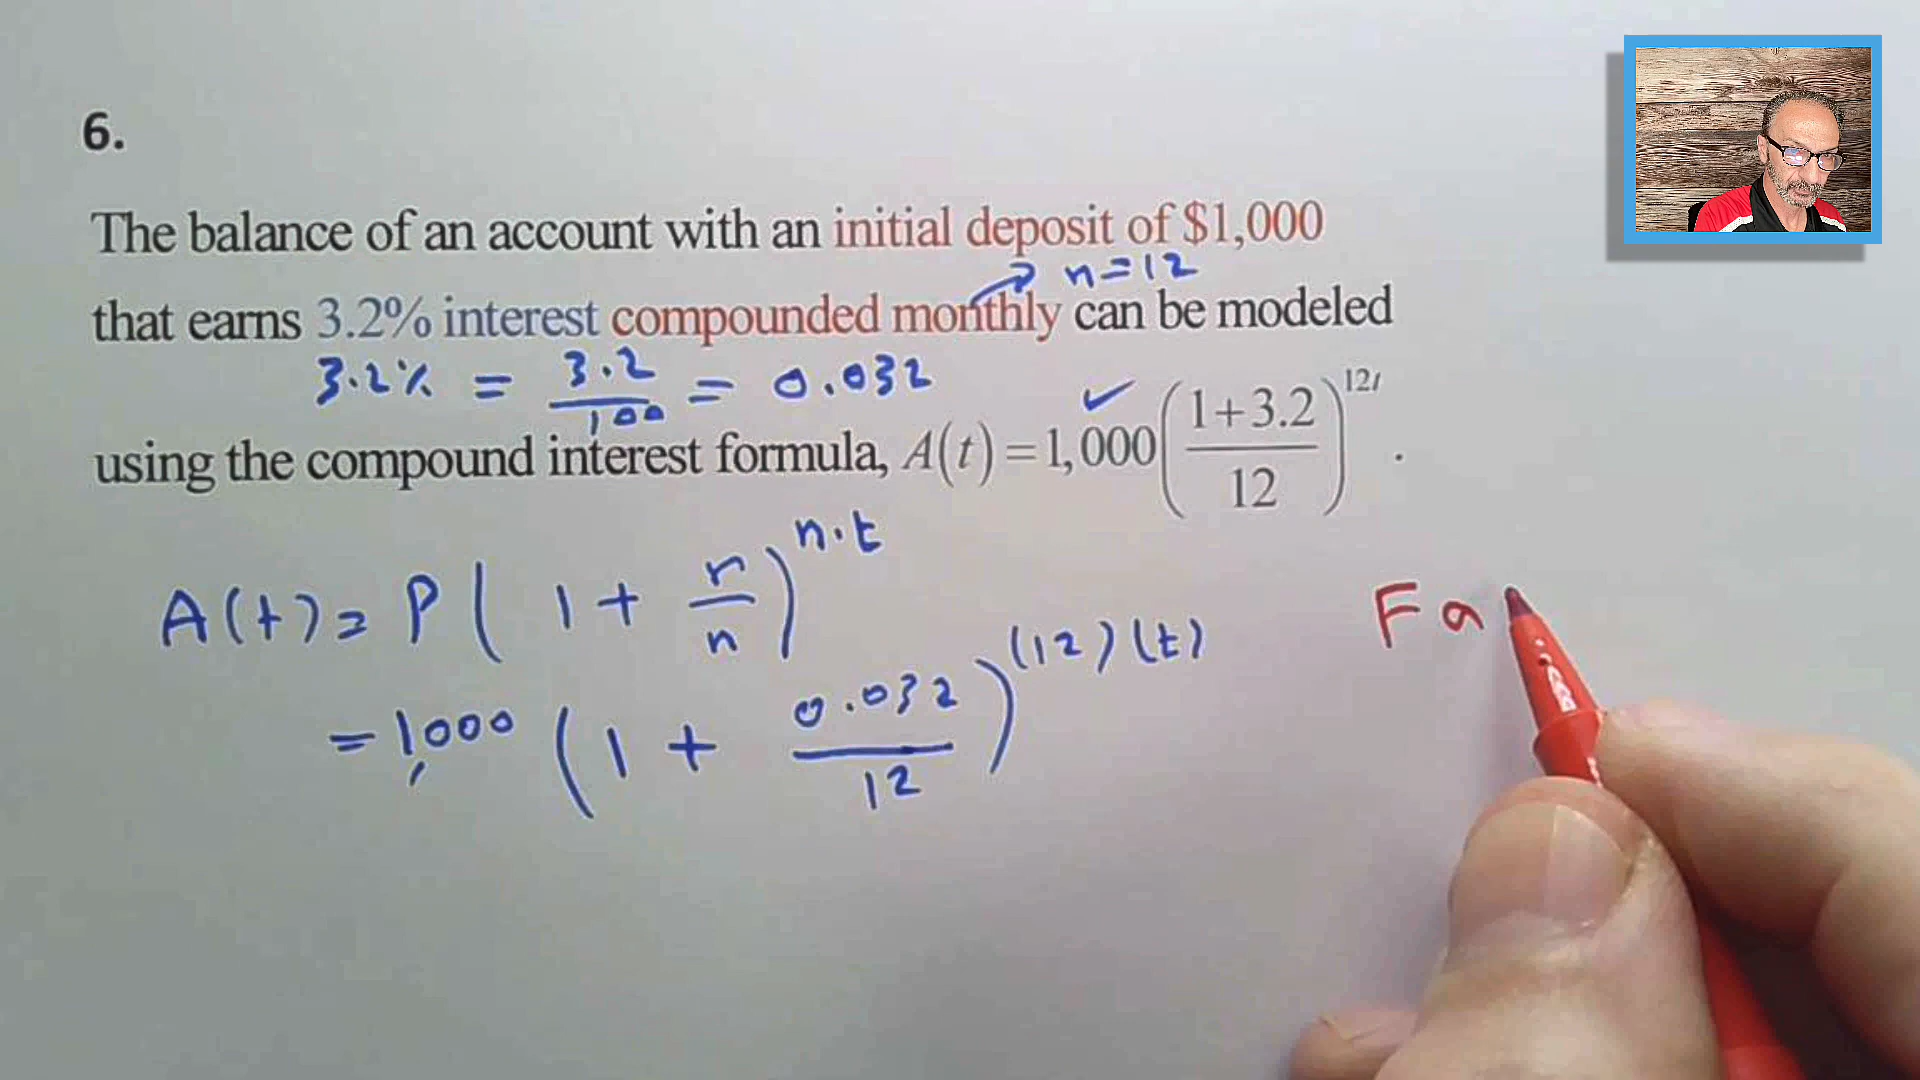 6.
The balance of an account with an initial deposit of $1,000
n=12
that earns 3.2% interest compounded monthly can be modeled
3.2% = 3.2/100 = 0.032
using the compound interest formula, A(t)=1,000((1+3.2)/12)^12t .
A(t)= P(1+r/n)^n·t
Fa
=1,000(1+0.032/12)^(12)(t)